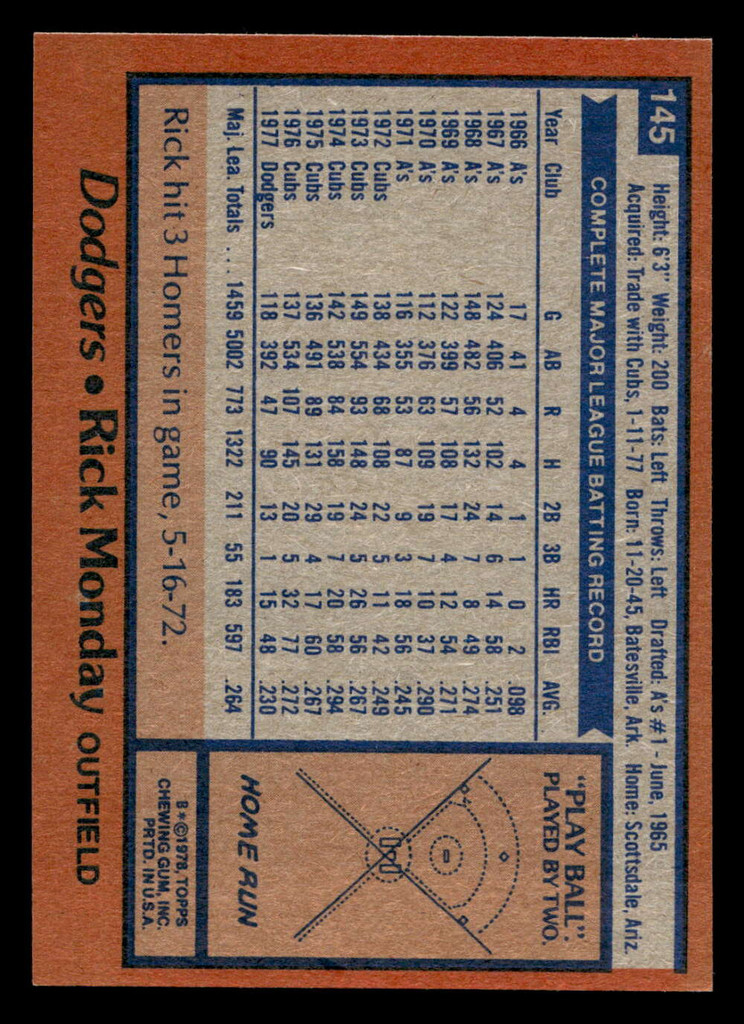 145
Height: 6'3" Weight: 200 Bats: Left Throws: Left Drafted: A's #1 - June, 1965
Acquired: Trade with Cubs, 1-11-77 Born: 11-20-45, Batesville, Ark. Home: Scottsdale, Ariz.
COMPLETE MAJOR LEAGUE BATTING RECORD
Year Club G AB R H 2B 3B HR RBI AVG.
1966 A's 17 41 4 4 1 1 0 2 .098
1967 A's 124 406 52 102 14 6 14 58 .251
1968 A's 148 482 56 132 24 7 8 49 .274
1969 A's 122 399 57 108 17 4 12 54 .271
1970 A's 112 376 63 109 19 7 10 37 .290
1971 A's 116 355 53 87 9 3 18 56 .245
1972 Cubs 138 434 68 108 22 5 11 42 .249
1973 Cubs 149 554 93 148 24 5 26 56 .267
1974 Cubs 142 538 84 158 19 7 20 58 .294
1975 Cubs 136 491 89 131 29 4 17 60 .267
1976 Cubs 137 534 107 145 20 5 32 77 .272
1977 Dodgers 118 392 47 90 13 1 15 48 .230
Maj. Lea. Totals . . . . 1459 5002 773 1322 211 55 183 597 .264
Rick hit 3 Homers in game, 5-16-72.
"PLAY BALL".
PLAYED BY TWO.
HOME RUN
B*©1978, TOPPS
CHEWING GUM, INC.
PRTD. IN U.S.A.
Dodgers • Rick Monday OUTFIELD